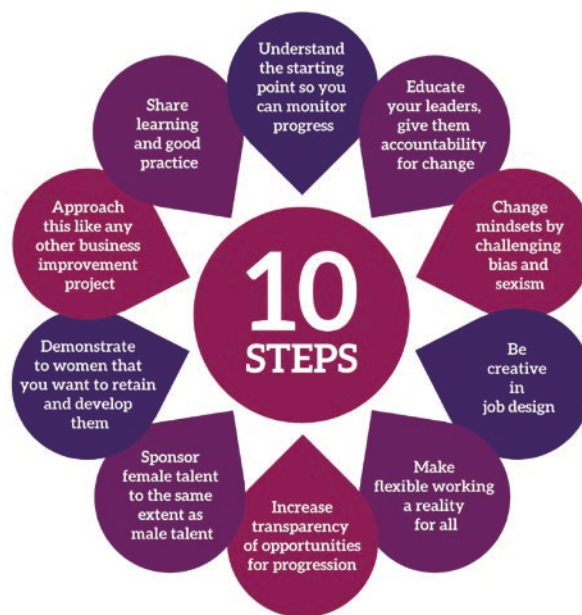 10
STEPS
Understand
the starting
point so you
can monitor
progress
Educate
your leaders,
give them
accountability
for change
Change
mindsets by
challenging
bias and
sexism
Be
creative
in
job design
Make
flexible working
a reality
for all
Increase
transparency
of opportunities
for progression
Sponsor
female talent
to the same
extent as
male talent
Demonstrate
to women that
you want to retain
and develop
them
Approach
this like any
other business
improvement
project
Share
learning
and good
practice